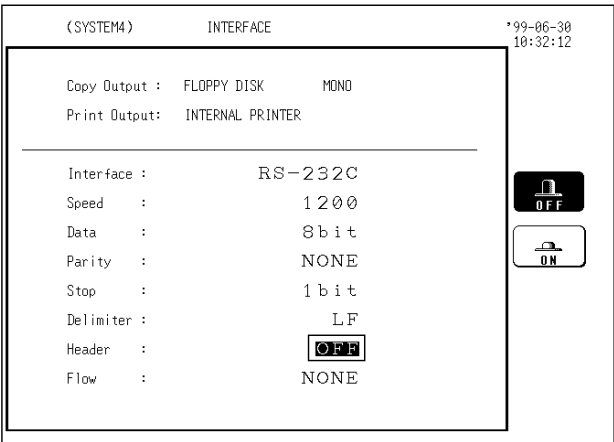 (SYSTEM4) INTERFACE '99-06-30
10:32:12
Copy Output : FLOPPY DISK MONO
Print Output: INTERNAL PRINTER
Interface : RS-232C
Speed : 1200
Data : 8bit
Parity : NONE
Stop : 1bit
Delimiter : LF
Header : OFF
Flow : NONE
OFF
ON